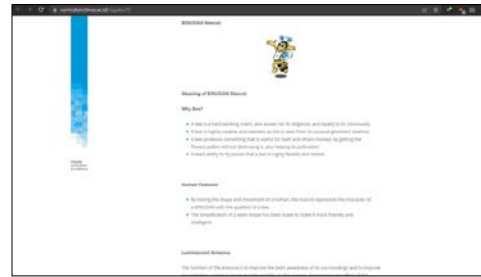 BINUSIAN Mascot
Meaning of BINUSIAN Mascot
Why Bee?
A bee is a hard-working insect, and known for its diligence, and loyalty to its community
A bee is highly creative and talented, as this is seen from its unusual geometric beehive
A bee produces something that is useful for itself and others (honey), by getting the
flower's pollen without destroying it, also helping its pollination
A bee's ability to fly proves that a bee is highly flexible and nimble
Human Features
By having the shape and movement of a human, the mascot represents the character of
a BINUSIAN with the qualities of a bee.
The simplification of a bee's shape has been made to make it more friendly and
intelligent
Luminescent Antenna
The function of the antenna is to improve the bee's awareness of its surroundings and to improve